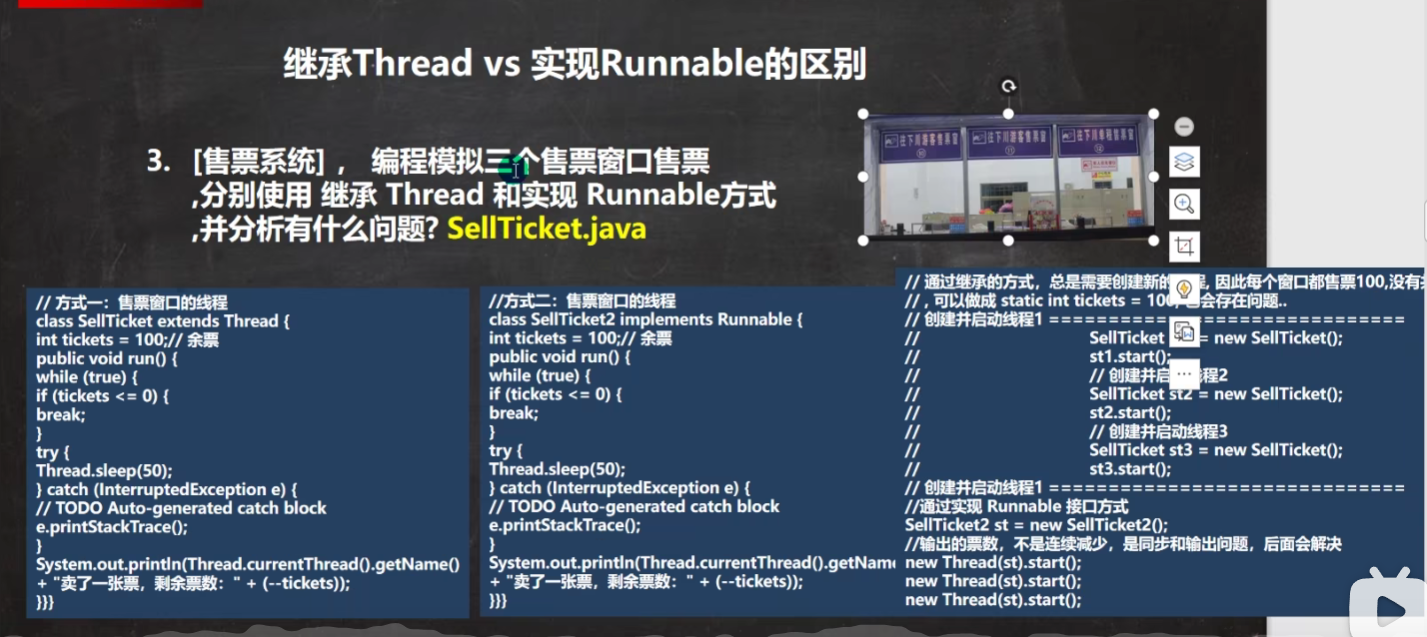 继承Thread vs 实现Runnable的区别
3. [售票系统]， 编程模拟三个售票窗口售票
,分别使用 继承 Thread 和实现 Runnable方式
,并分析有什么问题? SellTicket.java
// 方式一：售票窗口的线程
class SellTicket extends Thread {
int tickets = 100;// 余票
public void run() {
while (true) {
if (tickets <= 0) {
break;
}
try {
Thread.sleep(50);
} catch (InterruptedException e) {
// TODO Auto-generated catch block
e.printStackTrace();
}
System.out.println(Thread.currentThread().getName()
+ "卖了一张票，剩余票数：" + (--tickets));
}}}
//方式二：售票窗口的线程
class SellTicket2 implements Runnable {
int tickets = 100;// 余票
public void run() {
while (true) {
if (tickets <= 0) {
break;
}
try {
Thread.sleep(50);
} catch (InterruptedException e) {
// TODO Auto-generated catch block
e.printStackTrace();
}
System.out.println(Thread.currentThread().getName
+ "卖了一张票，剩余票数：" + (--tickets));
}}}
// 通过继承的方式，总是需要创建新的 , 因此每个窗口都售票100,没有
// , 可以做成 static int tickets = 100 会存在问题..
// 创建并启动线程1 ==============================
// SellTicket = new SellTicket();
// st1.start();
// // 创建并启 线程2
// SellTicket st2 = new SellTicket();
// st2.start();
// // 创建并启动线程3
// SellTicket st3 = new SellTicket();
// st3.start();
// 创建并启动线程1 ==============================
//通过实现 Runnable 接口方式
SellTicket2 st = new SellTicket2();
//输出的票数，不是连续减少，是同步和输出问题，后面会解决
new Thread(st).start();
new Thread(st).start();
new Thread(st).start();